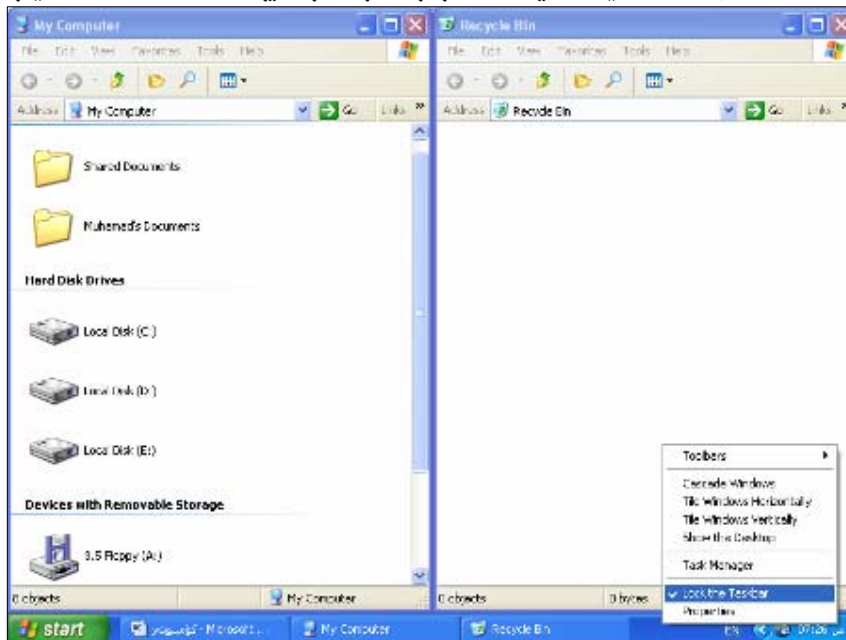 My Computer
File Edit View Favorites Tools Help
Address My Computer Go Links »
Shared Documents
Muhamed's Documents
Hard Disk Drives
Local Disk (C:)
Local Disk (D:)
Local Disk (E:)
Devices with Removable Storage
3.5 Floppy (A:)
8 objects My Computer
Recycle Bin
File Edit View Favorites Tools Help
Address Recycle Bin Go Links
0 objects 0 bytes
Toolbars
Cascade Windows
Tile Windows Horizontally
Tile Windows Vertically
Show the Desktop
Task Manager
Lock the Taskbar
Properties
start Microsoft ... My Computer Recycle Bin EN 07:26